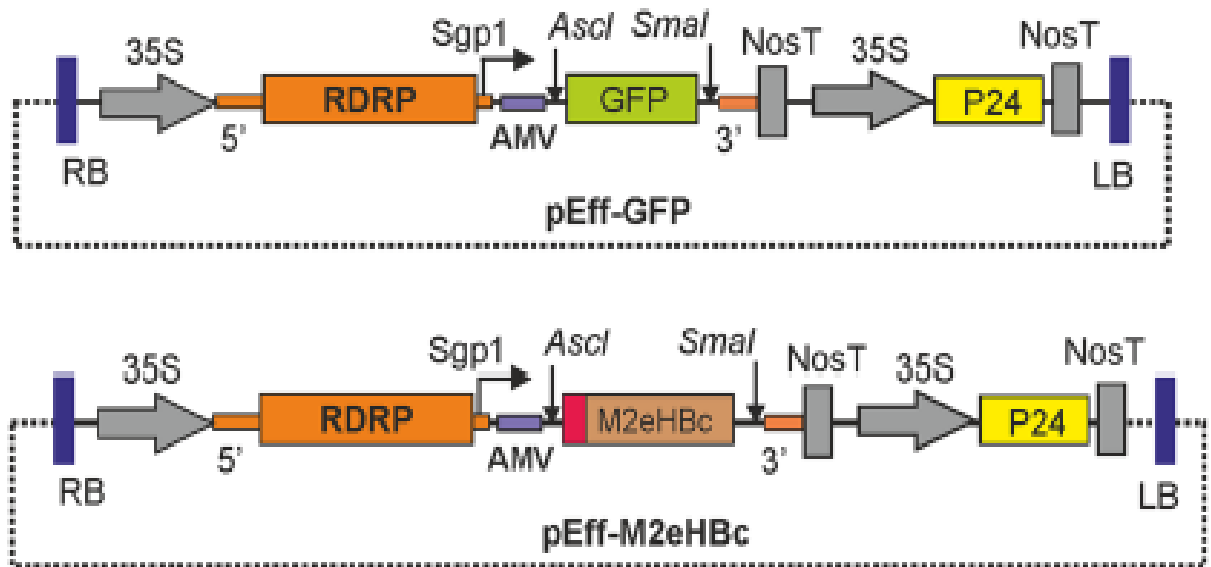 Sgp1 AscI SmaI NosT NosT
35S 35S
RDRP GFP P24
5' AMV 3'
RB LB
pEff-GFP
Sgp1 AscI SmaI NosT NosT
35S 35S
RDRP M2eHBc P24
5' AMV 3'
RB LB
pEff-M2eHBc